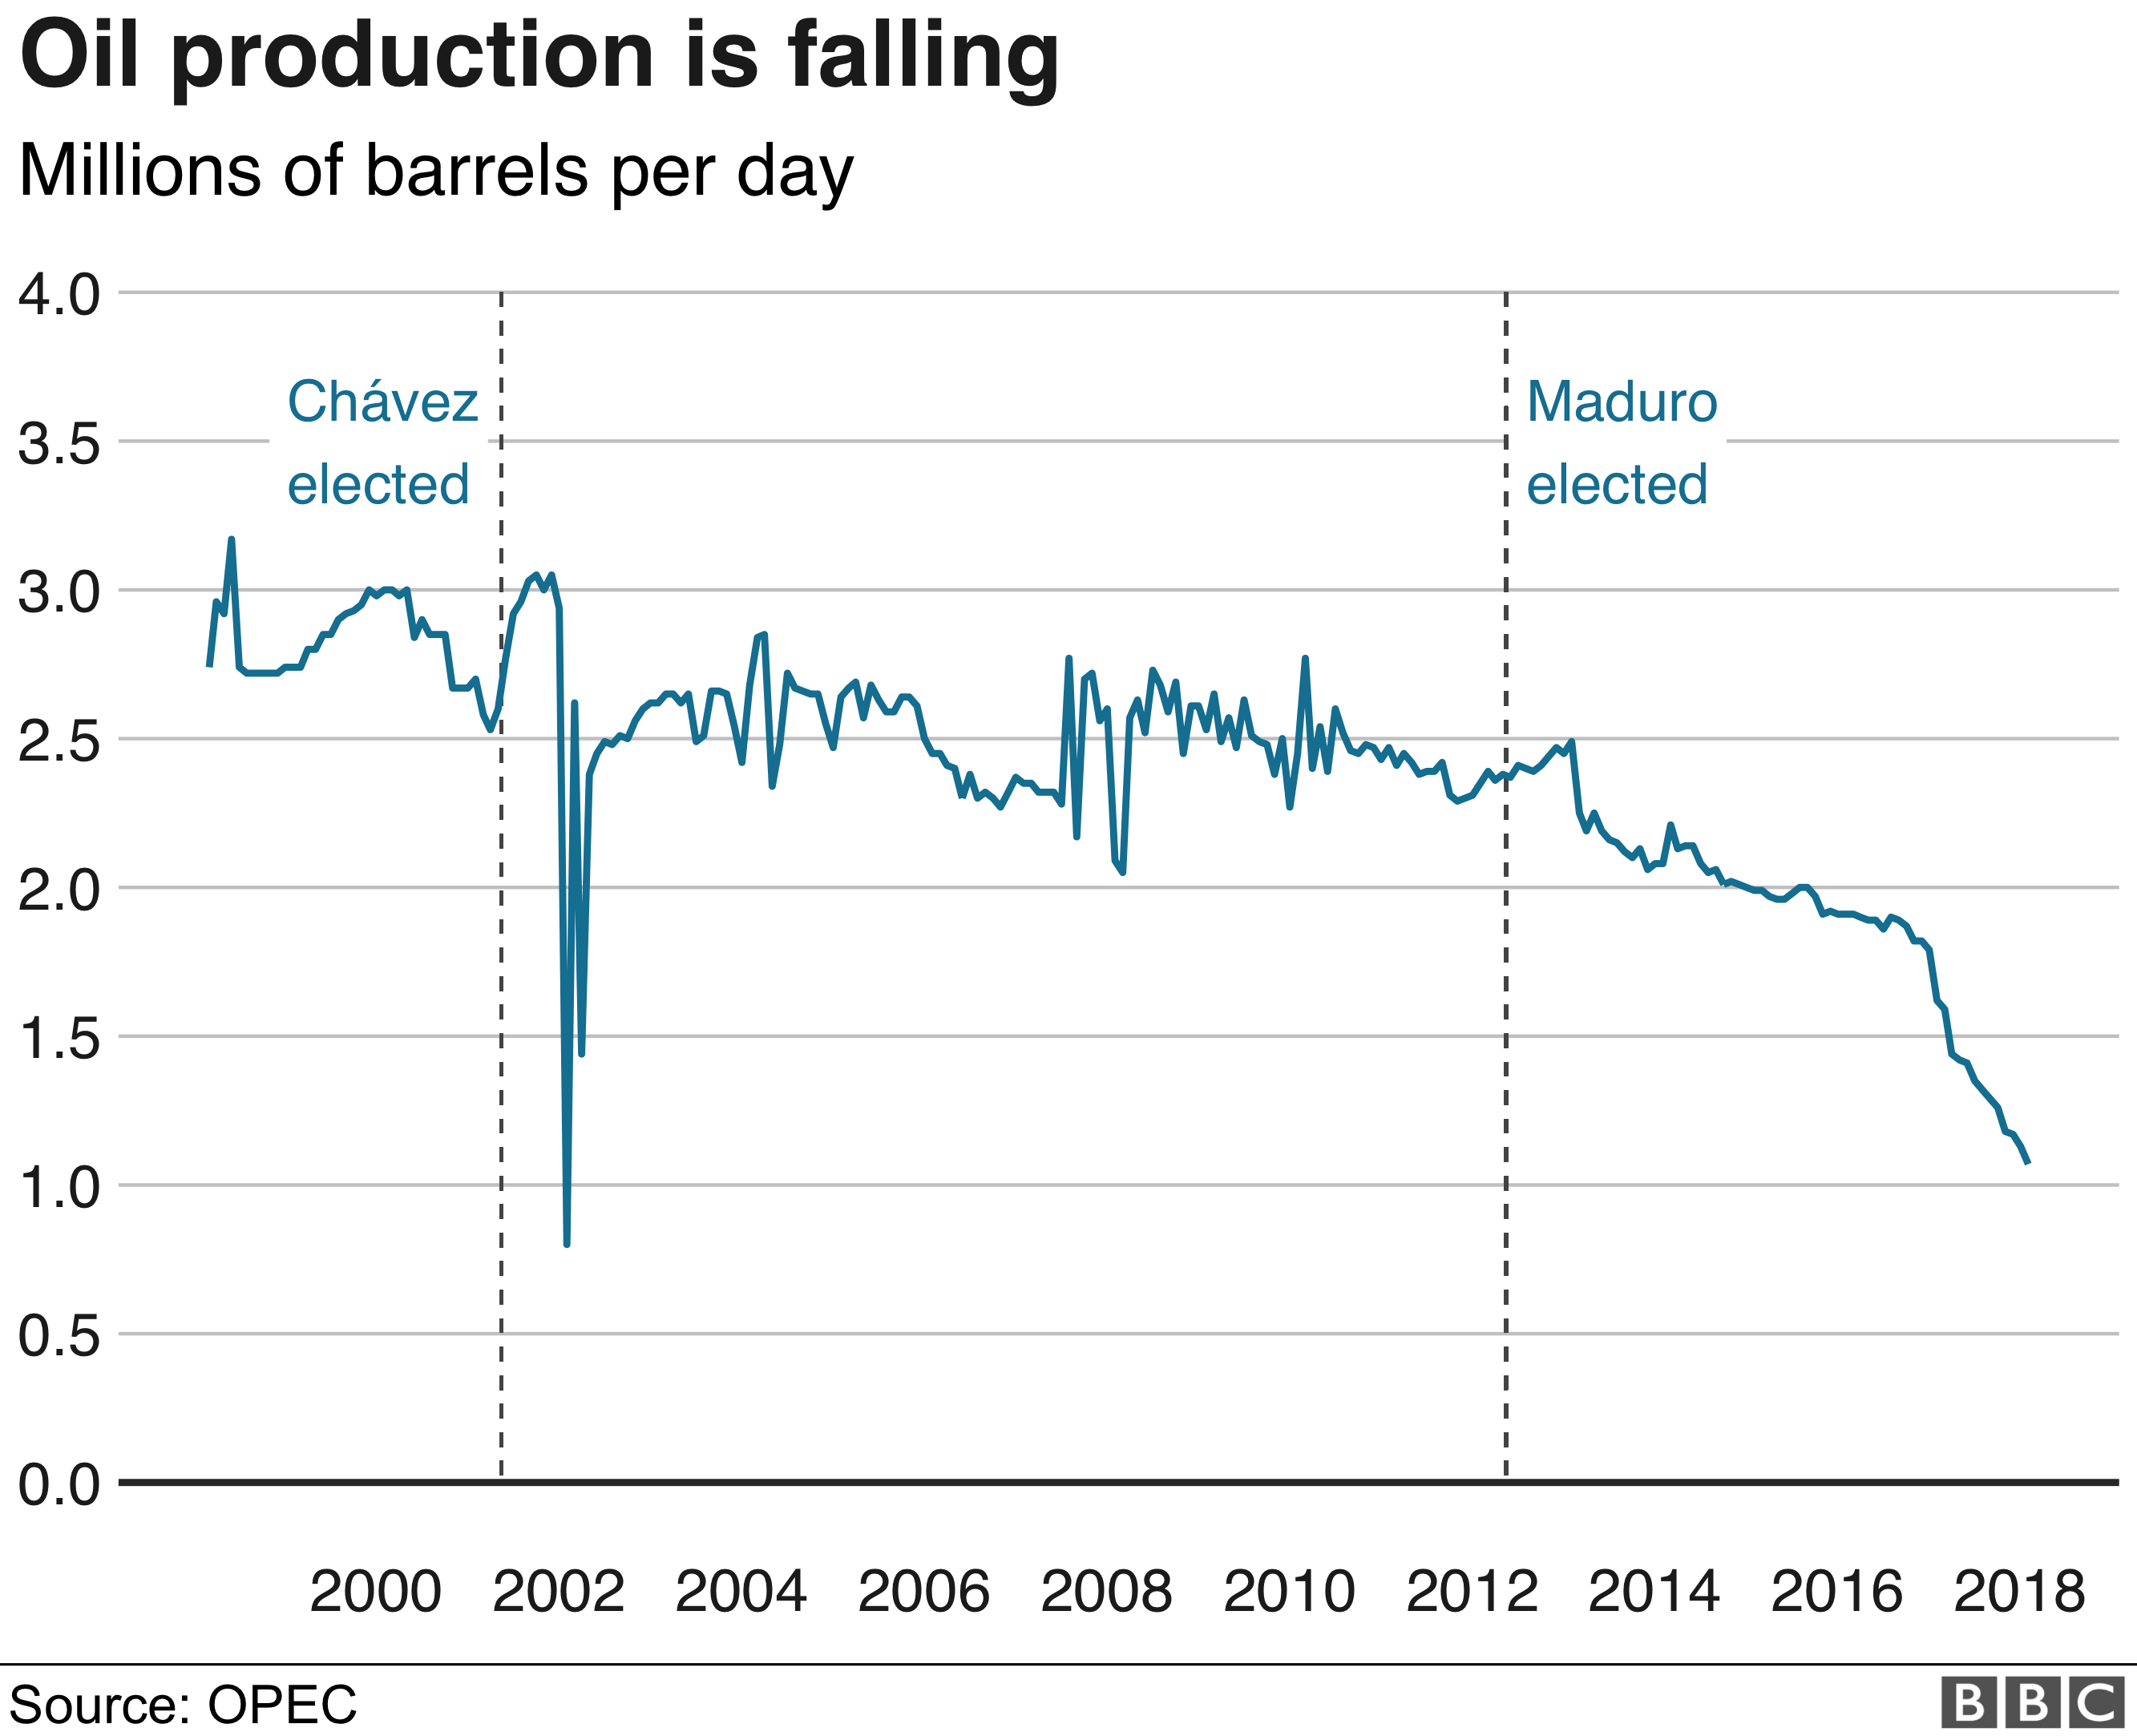 Oil production is falling
Millions of barrels per day
4.0
Chávez
Maduro
3.5
elected
elected
3.0
2.5
2.0
1.5
1.0
0.5
0.0
2000 2002 2004 2006 2008 2010 2012 2014 2016 2018
Source: OPEC
BBC